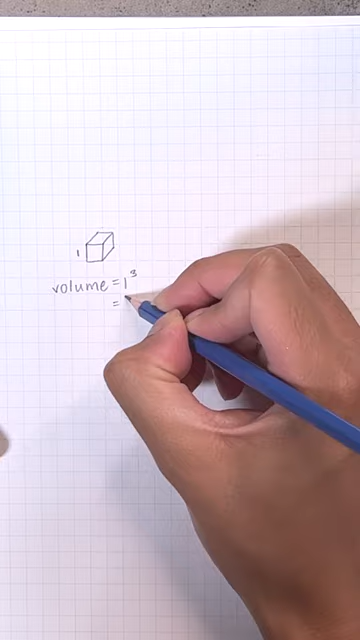 1
volume = 1³
=